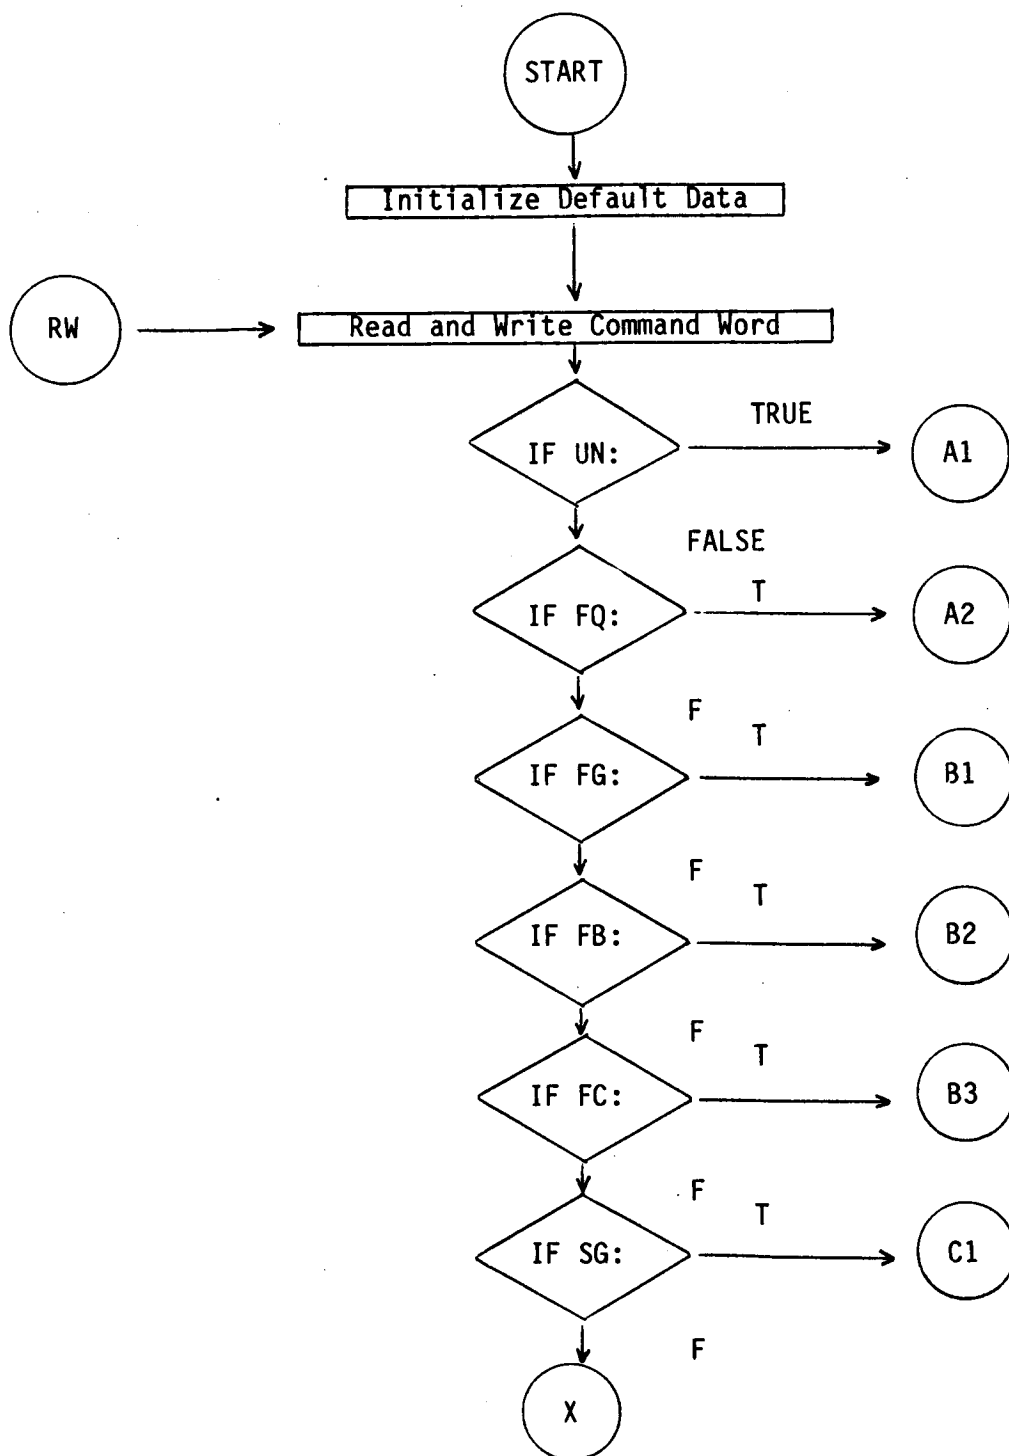 START
Initialize Default Data
RW
Read and Write Command Word
TRUE
IF UN:
A1
FALSE
T
IF FQ:
A2
F
T
IF FG:
B1
F
T
IF FB:
B2
F
T
IF FC:
B3
F
T
IF SG:
C1
F
X